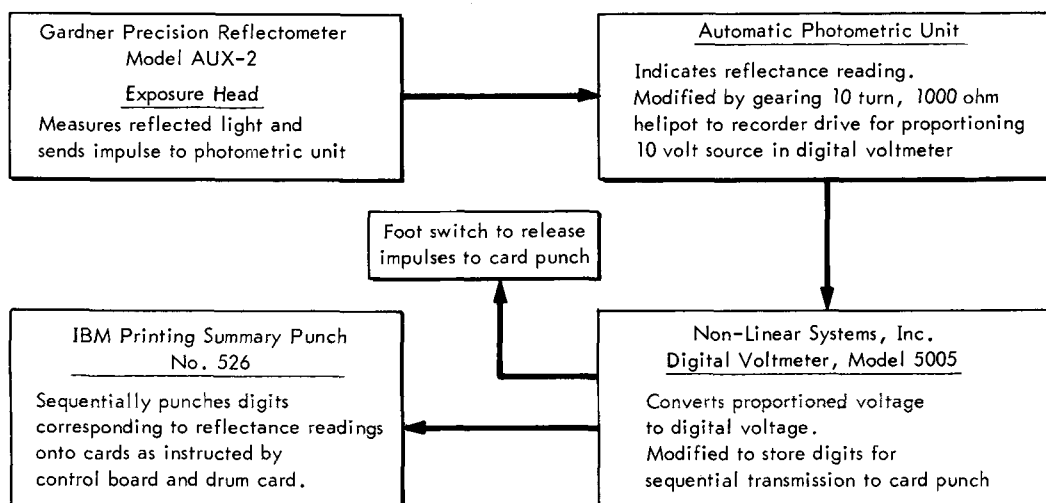 Gardner Precision Reflectometer
Model AUX-2
Exposure Head
Measures reflected light and
sends impulse to photometric unit
Automatic Photometric Unit
Indicates reflectance reading.
Modified by gearing 10 turn, 1000 ohm
helipot to recorder drive for proportioning
10 volt source in digital voltmeter
Foot switch to release
impulses to card punch
IBM Printing Summary Punch
No. 526
Sequentially punches digits
corresponding to reflectance readings
onto cards as instructed by
control board and drum card.
Non-Linear Systems, Inc.
Digital Voltmeter, Model 5005
Converts proportioned voltage
to digital voltage.
Modified to store digits for
sequential transmission to card punch